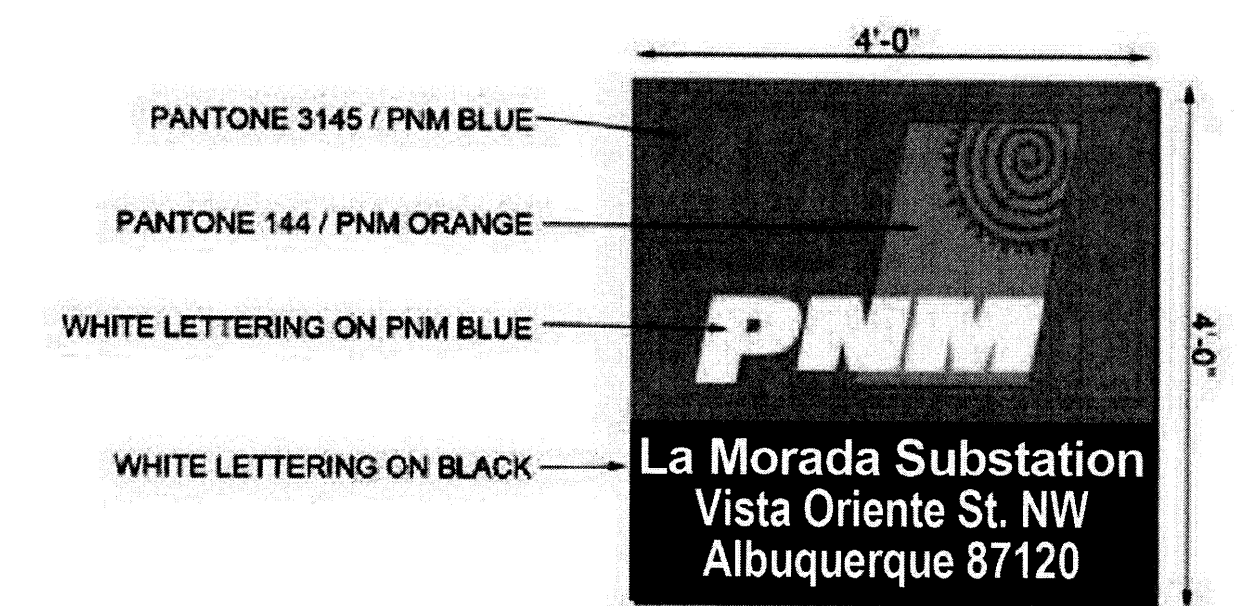 4'-0"
PANTONE 3145 / PNM BLUE
PANTONE 144 / PNM ORANGE
WHITE LETTERING ON PNM BLUE
PNM
4'-0"
WHITE LETTERING ON BLACK
La Morada Substation
Vista Oriente St. NW
Albuquerque 87120